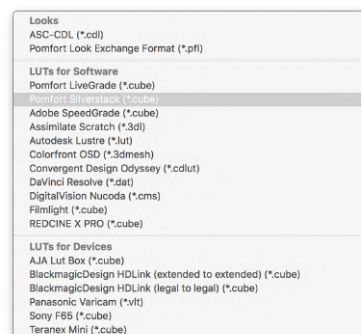 Looks
ASC-CDL (*.cdl)
Pomfort Look Exchange Format (*.pfl)
LUTs for Software
Pomfort LiveGrade (*.cube)
Pomfort Silverstack (*.cube)
Adobe SpeedGrade (*.cube)
Assimilate Scratch (*.3dl)
Autodesk Lustre (*.lut)
Colorfront OSD (*.3dmesh)
Convergent Design Odyssey (*.cdlut)
DaVinci Resolve (*.dat)
DigitalVision Nucoda (*.cms)
Filmlight (*.cube)
REDCINE X PRO (*.cube)
LUTs for Devices
AJA Lut Box (*.cube)
BlackmagicDesign HDLink (extended to extended) (*.cube)
BlackmagicDesign HDLink (legal to legal) (*.cube)
Panasonic Varicam (*.vlt)
Sony F65 (*.cube)
Teranex Mini (*.cube)